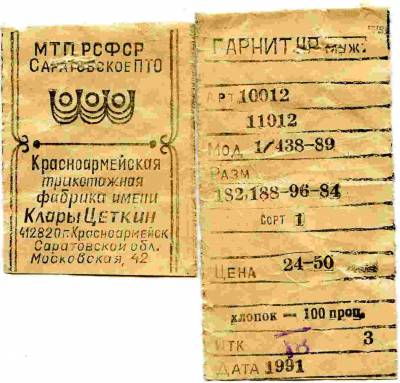 МТП РСФСР
САРАТОВСКОЕ ПТО
Красноармейская
трикотажная
фабрика имени
Клары Цеткин
412820 г. Красноармейск
Саратовской обл.
Московская, 42
ГАРНИТУР муж.
АРТ 10012
11012
МОД 1/438-89
РАЗМ
182,188-96-84
СОРТ 1
ЦЕНА 24-50
хлопок — 100 проц.
ИТК 3
ДАТА 1991